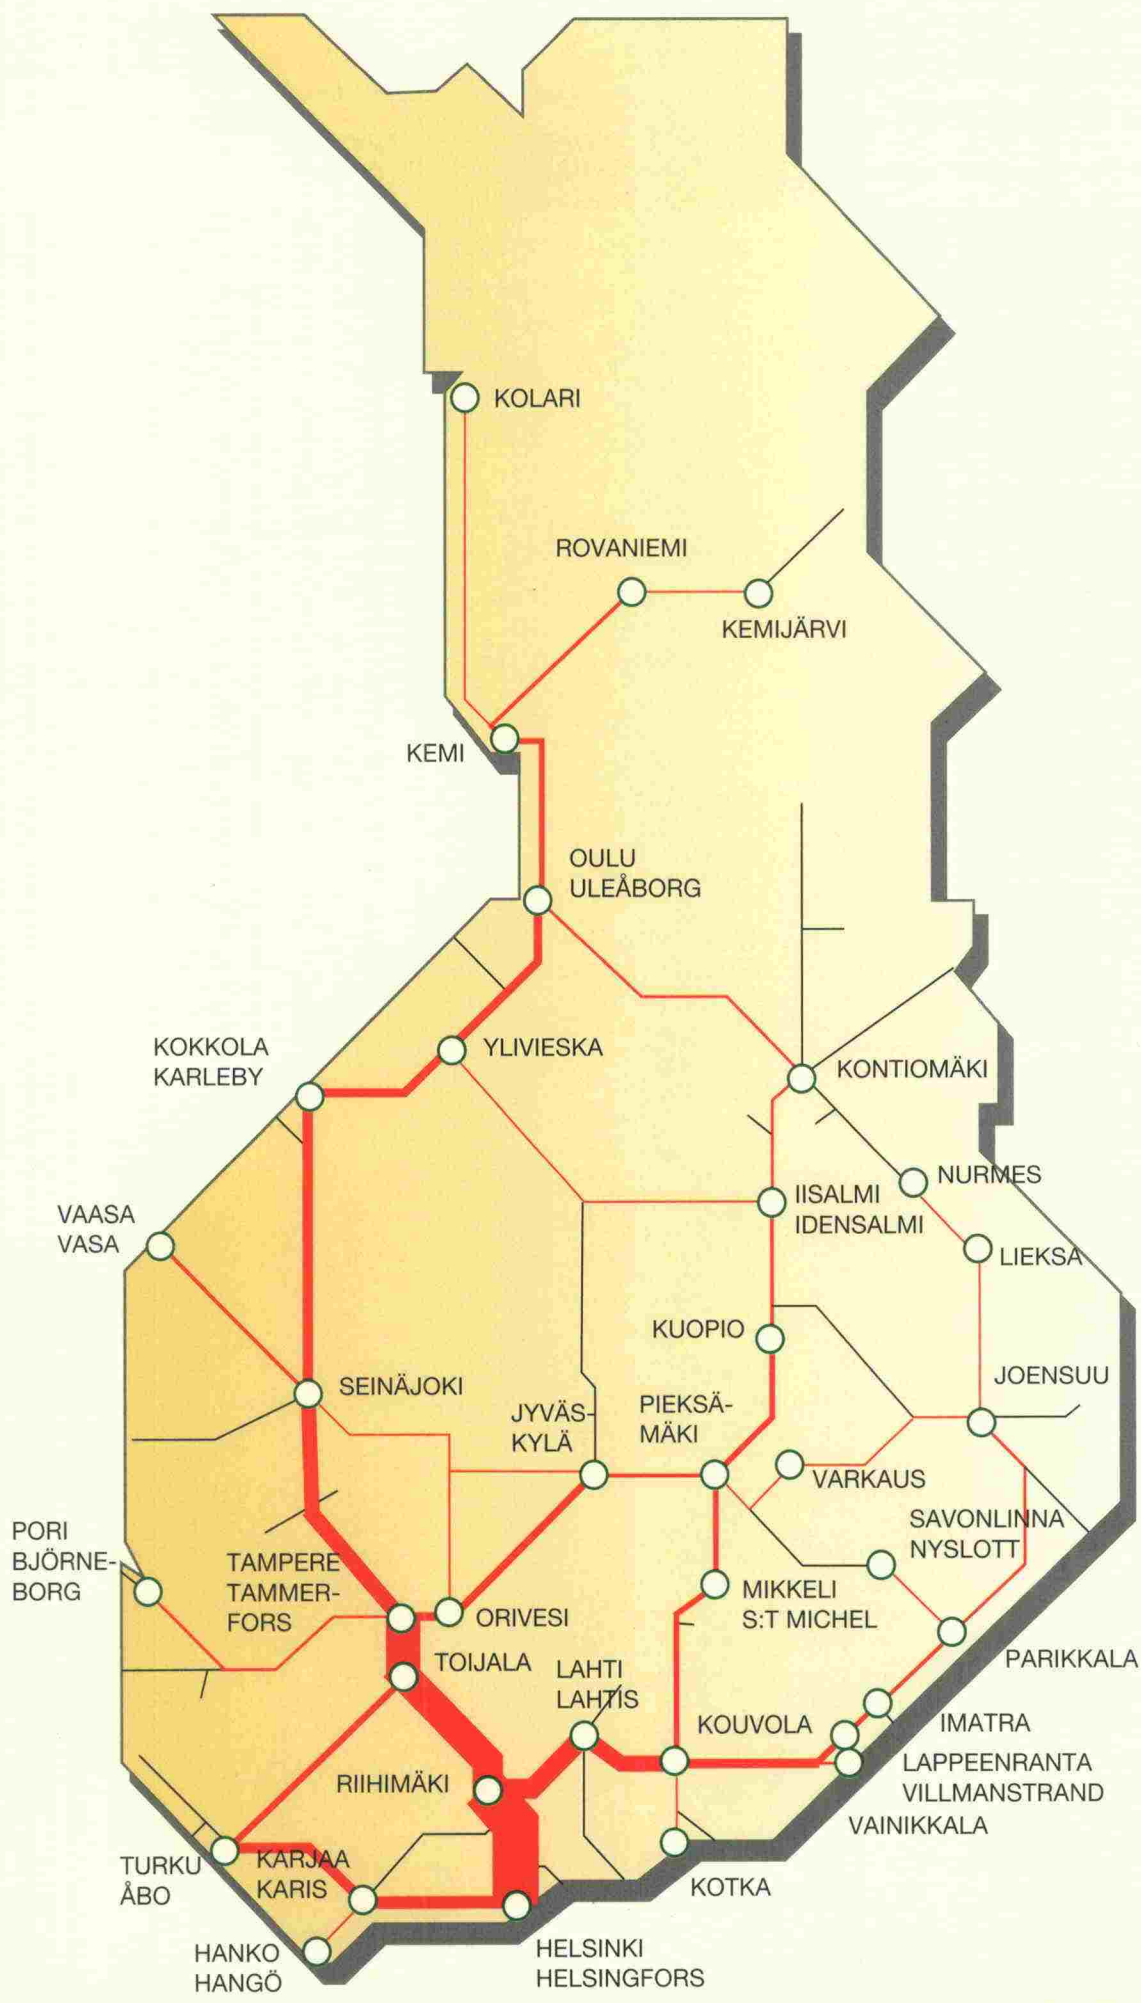 KOLARI
ROVANIEMI
KEMIJÄRVI
KEMI
OULU
ULEÅBORG
KOKKOLA
KARLEBY
YLIVIESKA
KONTIOMÄKI
NURMES
IISALMI
IDENSALMI
VAASA
VASA
LIEKSA
KUOPIO
SEINÄJOKI
JOENSUU
JYVÄS-
KYLÄ
PIEKSÄ-
MÄKI
VARKAUS
SAVONLINNA
NYSLOTT
PORI
BJÖRNE-
BORG
TAMPERE
TAMMER-
FORS
ORIVESI
MIKKELI
S:T MICHEL
PARIKKALA
TOIJALA
LAHTI
LAHTIS
KOUVOLA
IMATRA
LAPPEENRANTA
VILLMANSTRAND
VAINIKKALA
RIIHIMÄKI
TURKU
ÅBO
KARJAA
KARIS
KOTKA
HANKO
HANGÖ
HELSINKI
HELSINGFORS